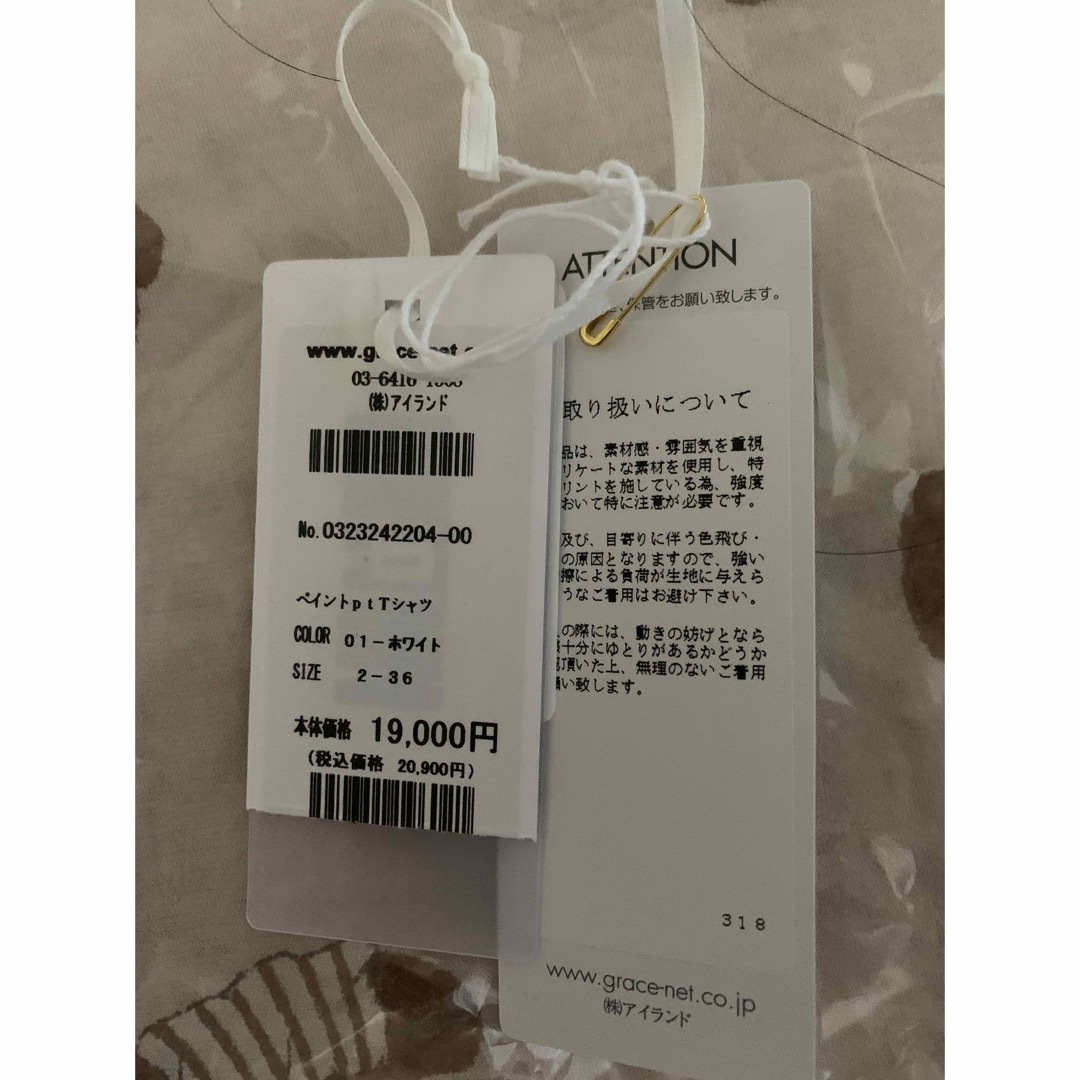 www.grace-net.
03-6416-
(株)アイランド
No.0323242204-00
ペイントptTシャツ
COLOR 01-ホワイト
SIZE 2-36
本体価格 19,000円
(税込価格 20,900円)
ATTENTION
保管をお願い致します。
取り扱いについて
品は、素材感・雰囲気を重視
リケートな素材を使用し、特
リントを施している為、強度
おいて特に注意が必要です。
及び、目寄りに伴う色飛び・
の原因となりますので、強い
擦による負荷が生地に与えら
うなご着用はお避け下さい。
の際には、動きの妨げとなら
十分にゆとりがあるかどうか
頂いた上、無理のないご着用
い致します。
318
www.grace-net.co.jp
(株)アイランド